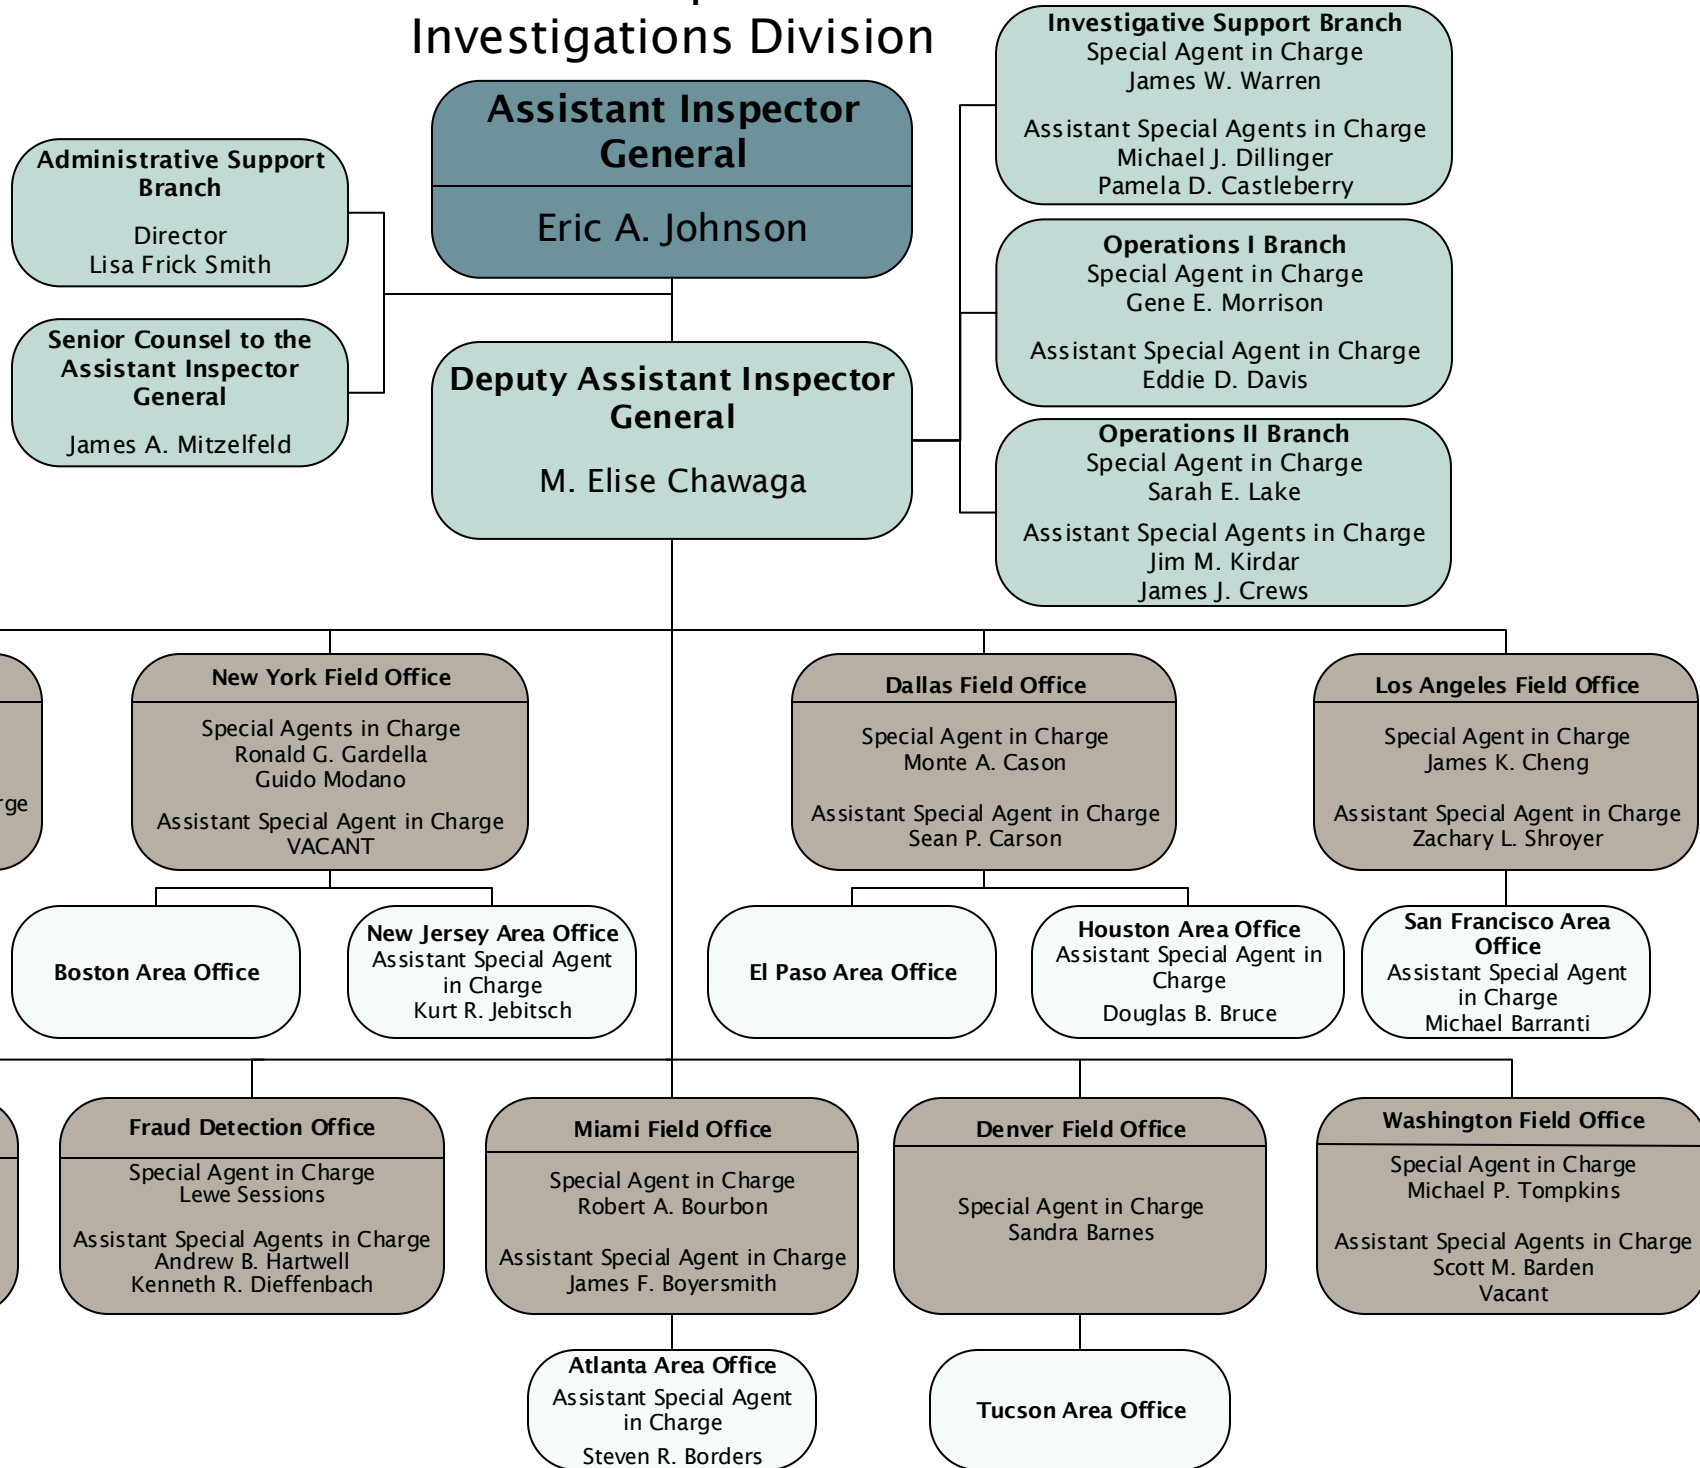 Investigations Division
Assistant Inspector
General
Eric A. Johnson
Administrative Support
Branch
Director
Lisa Frick Smith
Senior Counsel to the
Assistant Inspector
General
James A. Mitzelfeld
Deputy Assistant Inspector
General
M. Elise Chawaga
Investigative Support Branch
Special Agent in Charge
James W. Warren
Assistant Special Agents in Charge
Michael J. Dillinger
Pamela D. Castleberry
Operations I Branch
Special Agent in Charge
Gene E. Morrison
Assistant Special Agent in Charge
Eddie D. Davis
Operations II Branch
Special Agent in Charge
Sarah E. Lake
Assistant Special Agents in Charge
Jim M. Kirdar
James J. Crews
New York Field Office
Special Agents in Charge
Ronald G. Gardella
Guido Modano
Assistant Special Agent in Charge
VACANT
Dallas Field Office
Special Agent in Charge
Monte A. Cason
Assistant Special Agent in Charge
Sean P. Carson
Los Angeles Field Office
Special Agent in Charge
James K. Cheng
Assistant Special Agent in Charge
Zachary L. Shroyer
Boston Area Office
New Jersey Area Office
Assistant Special Agent
in Charge
Kurt R. Jebitsch
El Paso Area Office
Houston Area Office
Assistant Special Agent in
Charge
Douglas B. Bruce
San Francisco Area
Office
Assistant Special Agent
in Charge
Michael Barranti
Fraud Detection Office
Special Agent in Charge
Lewe Sessions
Assistant Special Agents in Charge
Andrew B. Hartwell
Kenneth R. Dieffenbach
Miami Field Office
Special Agent in Charge
Robert A. Bourbon
Assistant Special Agent in Charge
James F. Boyersmith
Denver Field Office
Special Agent in Charge
Sandra Barnes
Washington Field Office
Special Agent in Charge
Michael P. Tompkins
Assistant Special Agents in Charge
Scott M. Barden
Vacant
Atlanta Area Office
Assistant Special Agent
in Charge
Steven R. Borders
Tucson Area Office